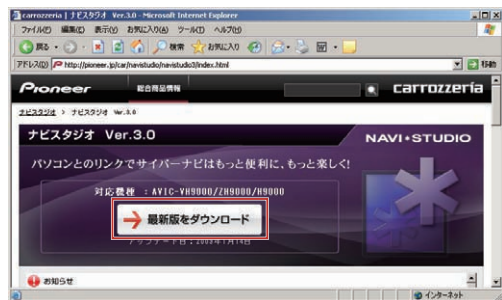 carrozzeria | ナビスタジオ Ver.3.0 - Microsoft Internet Explorer
ファイル(F) 編集(E) 表示(V) お気に入り(A) ツール(T) ヘルプ(H)
戻る 検索 お気に入り
アドレス(D) http://pioneer.jp/car/navistudio/navistudio3/index.html 移動
Pioneer 総合商品情報 carrozzeria
ナビスタジオ > ナビスタジオ Ver.3.0
ナビスタジオ Ver.3.0 NAVI・STUDIO
パソコンとのリンクでサイバーナビはもっと便利に、もっと楽しく!
対応機種 : AVIC-VH9000/ZH9000/H9000
最新版をダウンロード
お知らせ
インターネット